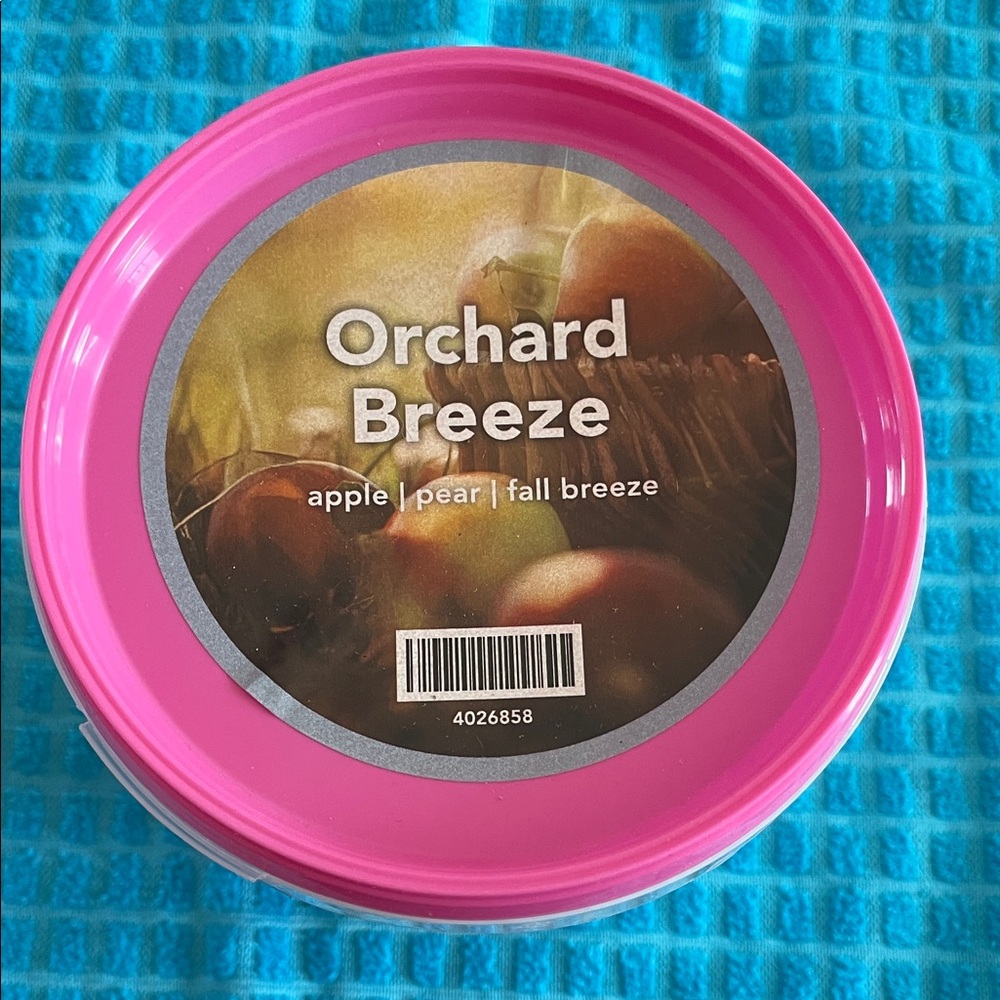 Orchard
Breeze
apple | pear | fall breeze
4026858